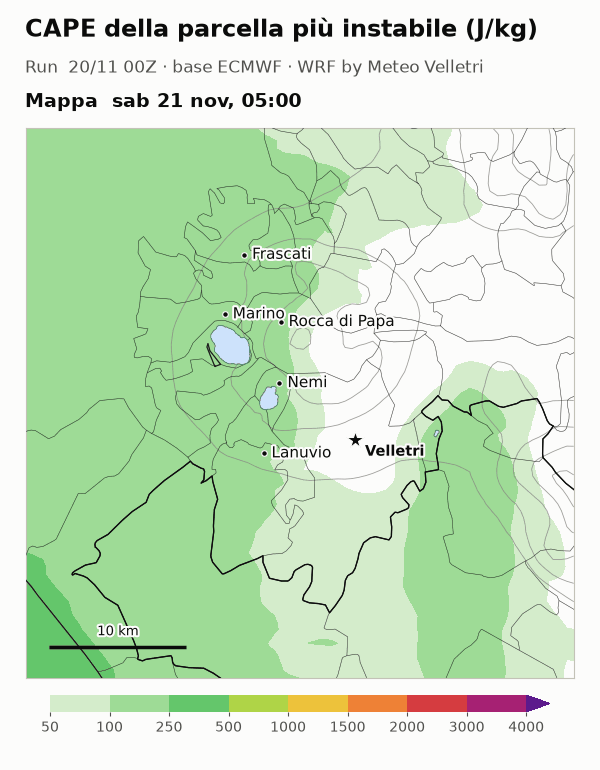 CAPE della parcella più instabile (J/kg)
Run  20/11 00Z · base ECMWF · WRF by Meteo Velletri
Mappa  sab 21 nov, 05:00
Frascati
Marino
Rocca di Papa
Nemi
Velletri
Lanuvio
10 km
50 100 250 500 1000 1500 2000 3000 4000